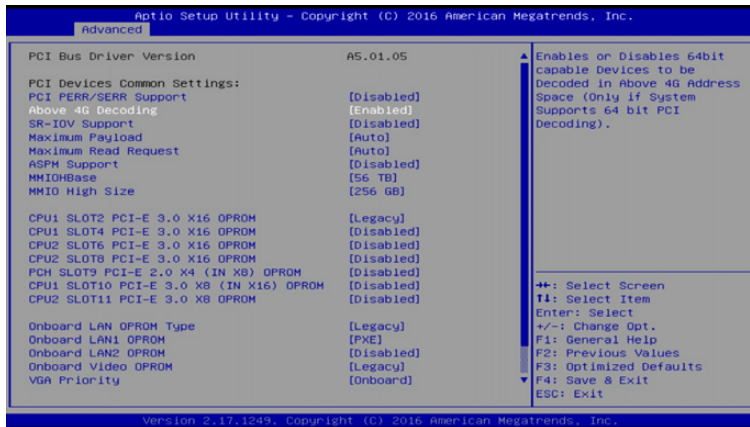 Aptio Setup Utility – Copyright (C) 2016 American Megatrends, Inc.
Advanced
PCI Bus Driver Version A5.01.05
PCI Devices Common Settings:
PCI PERR/SERR Support [Disabled]
Above 4G Decoding [Enabled]
SR-IOV Support [Disabled]
Maximum Payload [Auto]
Maximum Read Request [Auto]
ASPM Support [Disabled]
MMIOHBase [56 TB]
MMIO High Size [256 GB]
CPU1 SLOT2 PCI-E 3.0 X16 OPROM [Legacy]
CPU1 SLOT4 PCI-E 3.0 X16 OPROM [Disabled]
CPU2 SLOT6 PCI-E 3.0 X16 OPROM [Disabled]
CPU2 SLOT8 PCI-E 3.0 X16 OPROM [Disabled]
PCH SLOT9 PCI-E 2.0 X4 (IN X8) OPROM [Disabled]
CPU1 SLOT10 PCI-E 3.0 X8 (IN X16) OPROM [Disabled]
CPU2 SLOT11 PCI-E 3.0 X8 OPROM [Disabled]
Onboard LAN OPROM Type [Legacy]
Onboard LAN1 OPROM [PXE]
Onboard LAN2 OPROM [Disabled]
Onboard Video OPROM [Legacy]
VGA Priority [Onboard]
Enables or Disables 64bit
capable Devices to be
Decoded in Above 4G Address
Space (Only if System
Supports 64 bit PCI
Decoding).
→←: Select Screen
↑↓: Select Item
Enter: Select
+/-: Change Opt.
F1: General Help
F2: Previous Values
F3: Optimized Defaults
F4: Save & Exit
ESC: Exit
Version 2.17.1249. Copyright (C) 2016 American Megatrends, Inc.